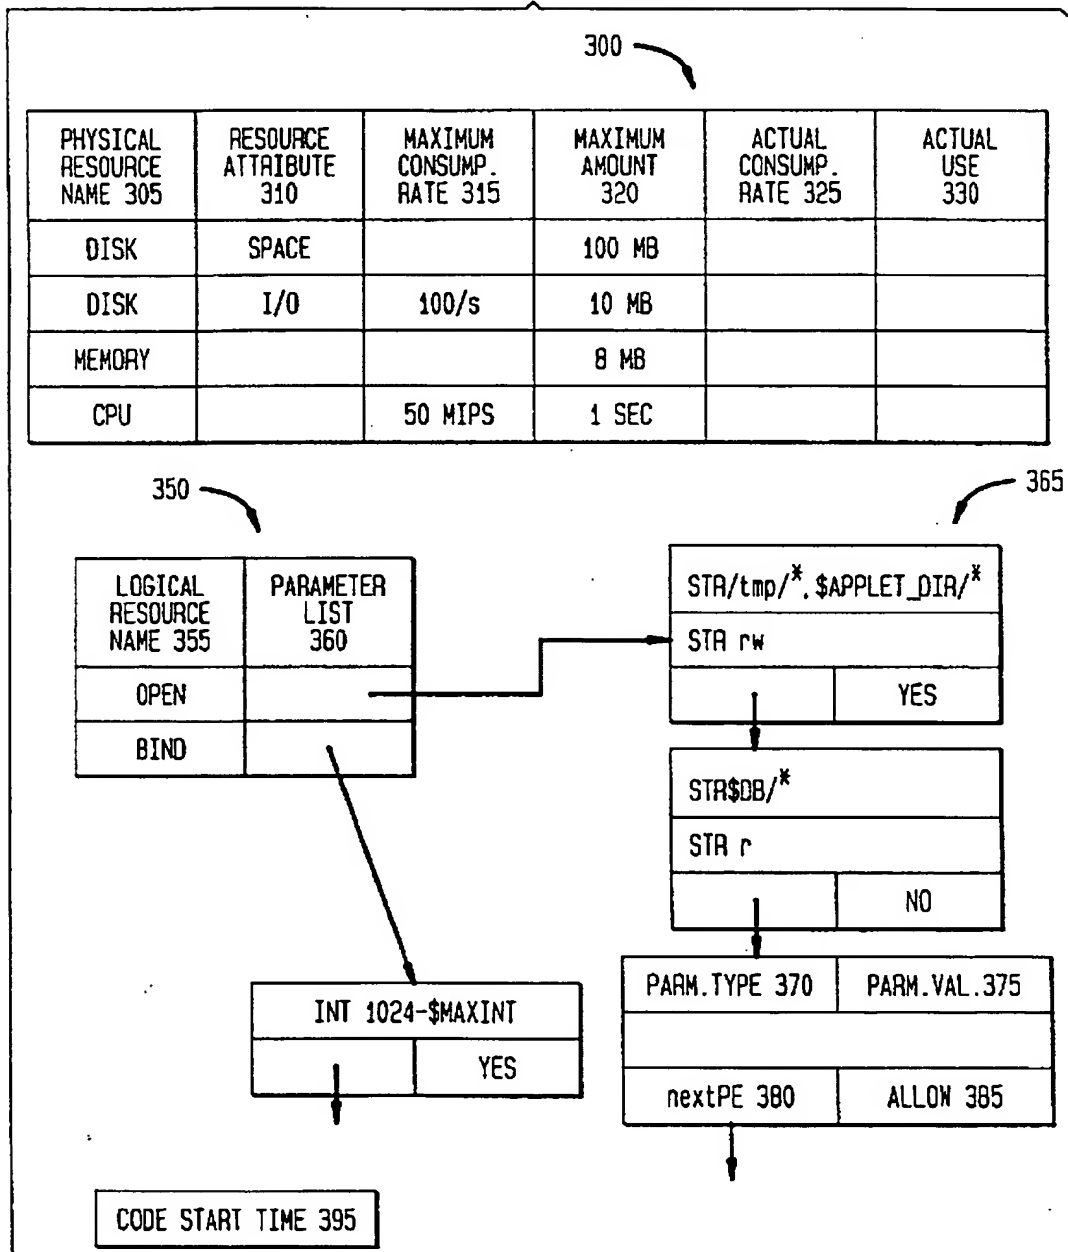 300
PHYSICAL RESOURCE NAME 305 RESOURCE ATTRIBUTE 310 MAXIMUM CONSUMP. RATE 315 MAXIMUM AMOUNT 320 ACTUAL CONSUMP. RATE 325 ACTUAL USE 330
DISK SPACE 100 MB
DISK I/O 100/s 10 MB
MEMORY 8 MB
CPU 50 MIPS 1 SEC
350
365
LOGICAL RESOURCE NAME 355 PARAMETER LIST 360
OPEN
BIND
STR/tmp/*,$APPLET_DIR/*
STR rw
YES
STR$DB/*
STR r
NO
PARM.TYPE 370 PARM.VAL.375
nextPE 380 ALLOW 385
INT 1024-$MAXINT
YES
CODE START TIME 395